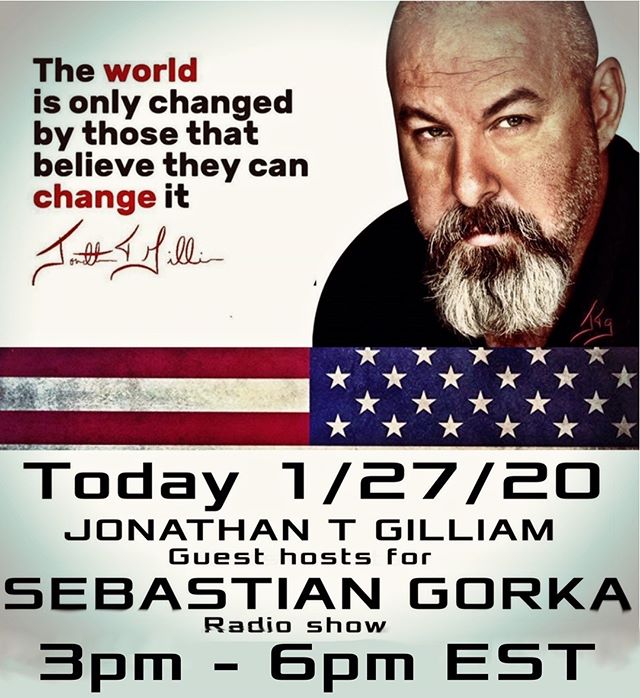 The world
is only changed
by those that
believe they can
change it
Jonathan T Gilliam
JTG
Today 1/27/20
JONATHAN T GILLIAM
Guest hosts for
SEBASTIAN GORKA
Radio show
3pm - 6pm EST